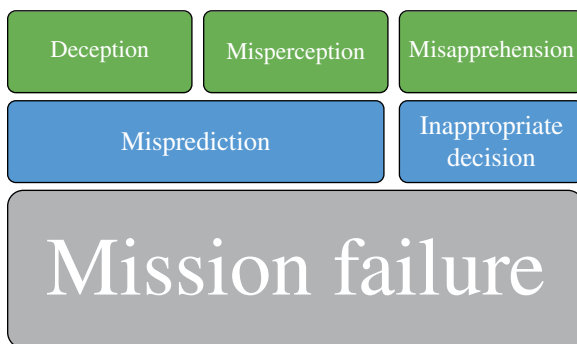 Deception Misperception Misapprehension
Misprediction
Inappropriate
decision
Mission failure